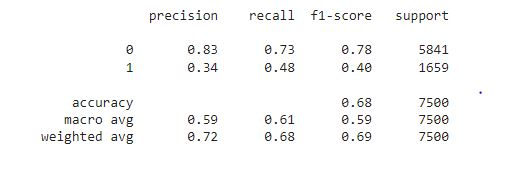 precision recall f1-score support
0 0.83 0.73 0.78 5841
1 0.34 0.48 0.40 1659
accuracy 0.68 7500
macro avg 0.59 0.61 0.59 7500
weighted avg 0.72 0.68 0.69 7500